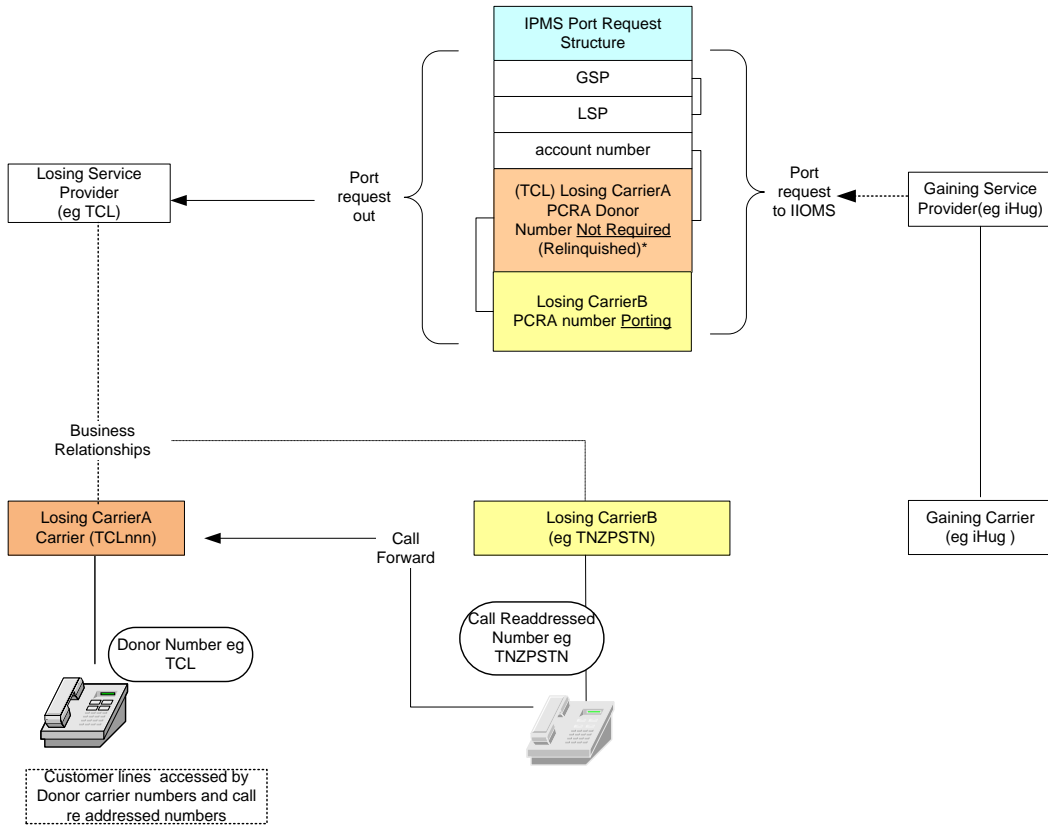 IPMS Port Request
Structure
GSP
LSP
account number
(TCL) Losing CarrierA
PCRA Donor
Number Not Required
(Relinquished)*
Losing CarrierB
PCRA number Porting
Losing Service
Provider
(eg TCL)
Port
request
out
Port
request
to IIOMS
Gaining Service
Provider(eg iHug)
Business
Relationships
Losing CarrierA
Carrier (TCLnnn)
Call
Forward
Losing CarrierB
(eg TNZPSTN)
Gaining Carrier
(eg iHug )
Donor Number eg
TCL
Call Readdressed
Number eg
TNZPSTN
Customer lines accessed by
Donor carrier numbers and call
re addressed numbers